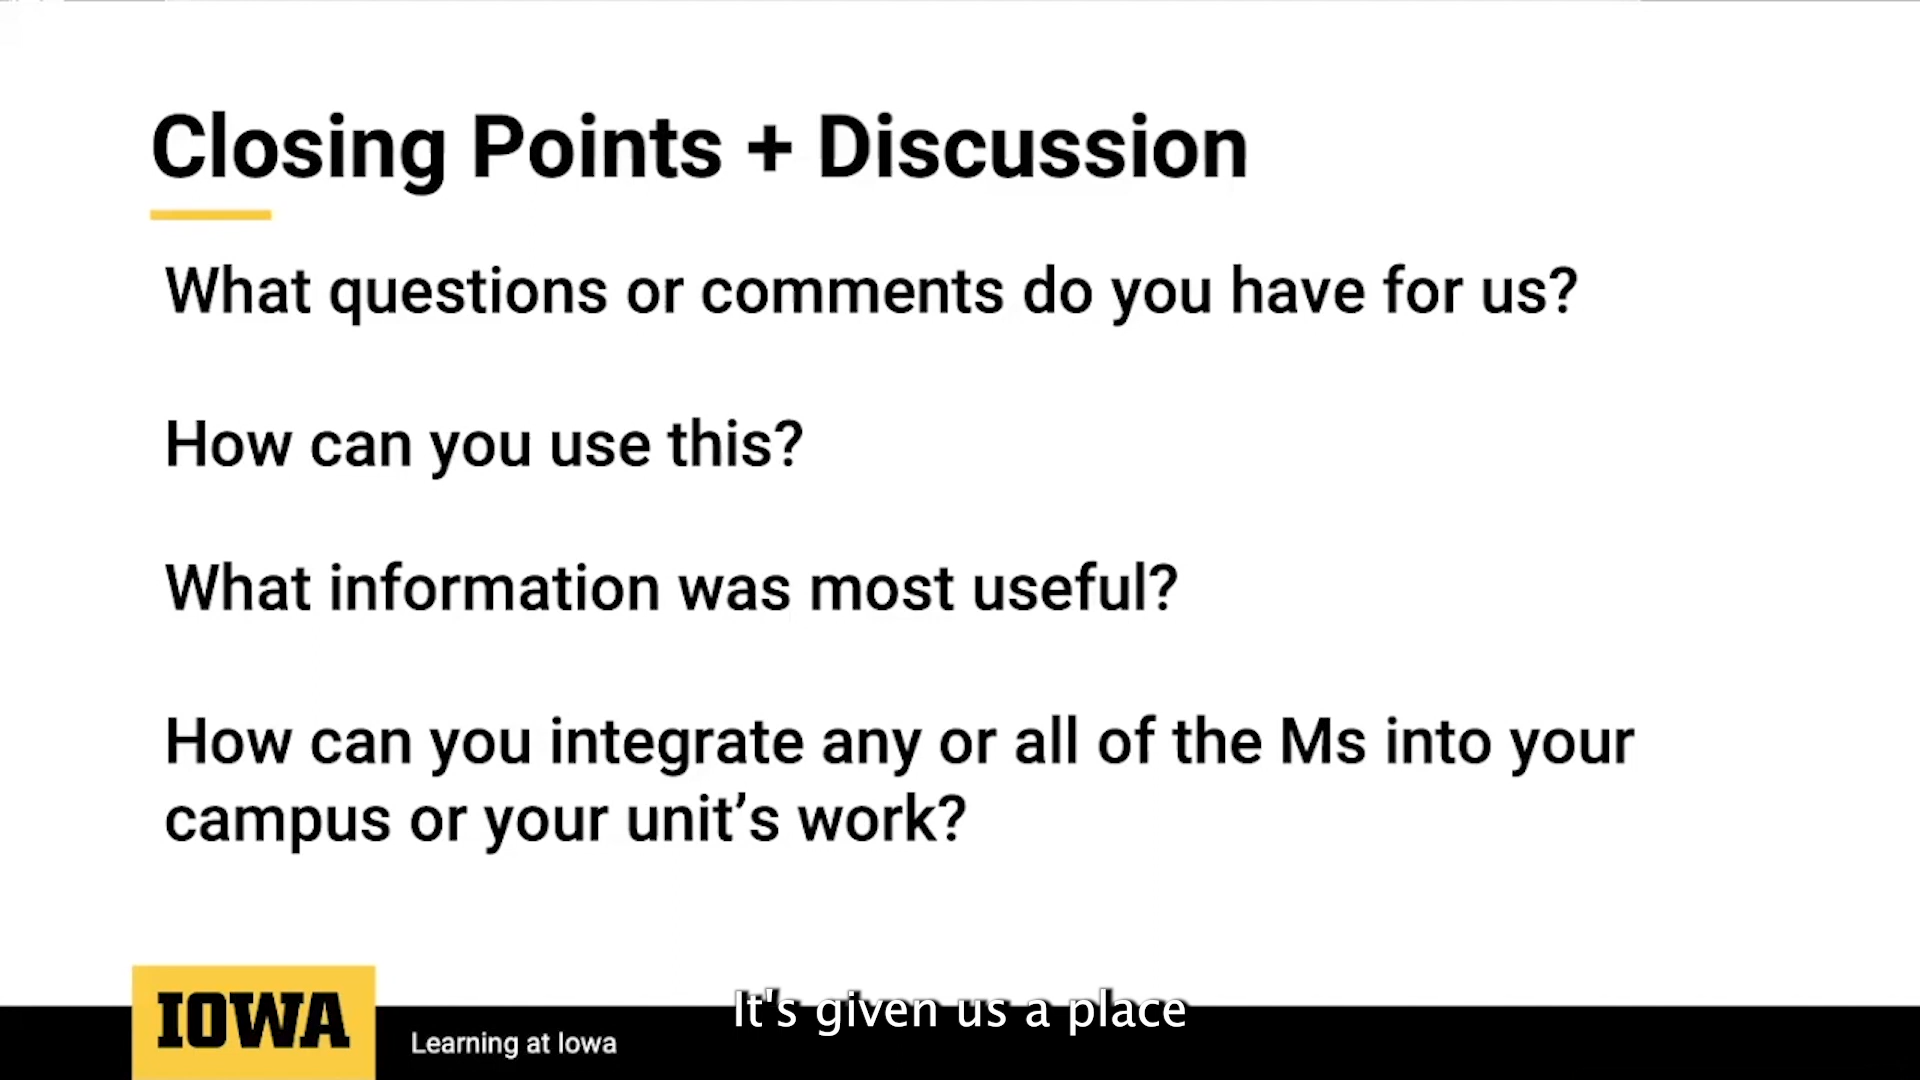 Closing Points + Discussion
What questions or comments do you have for us?
How can you use this?
What information was most useful?
How can you integrate any or all of the Ms into your
campus or your unit’s work?
It's given us a place
IOWA
Learning at Iowa